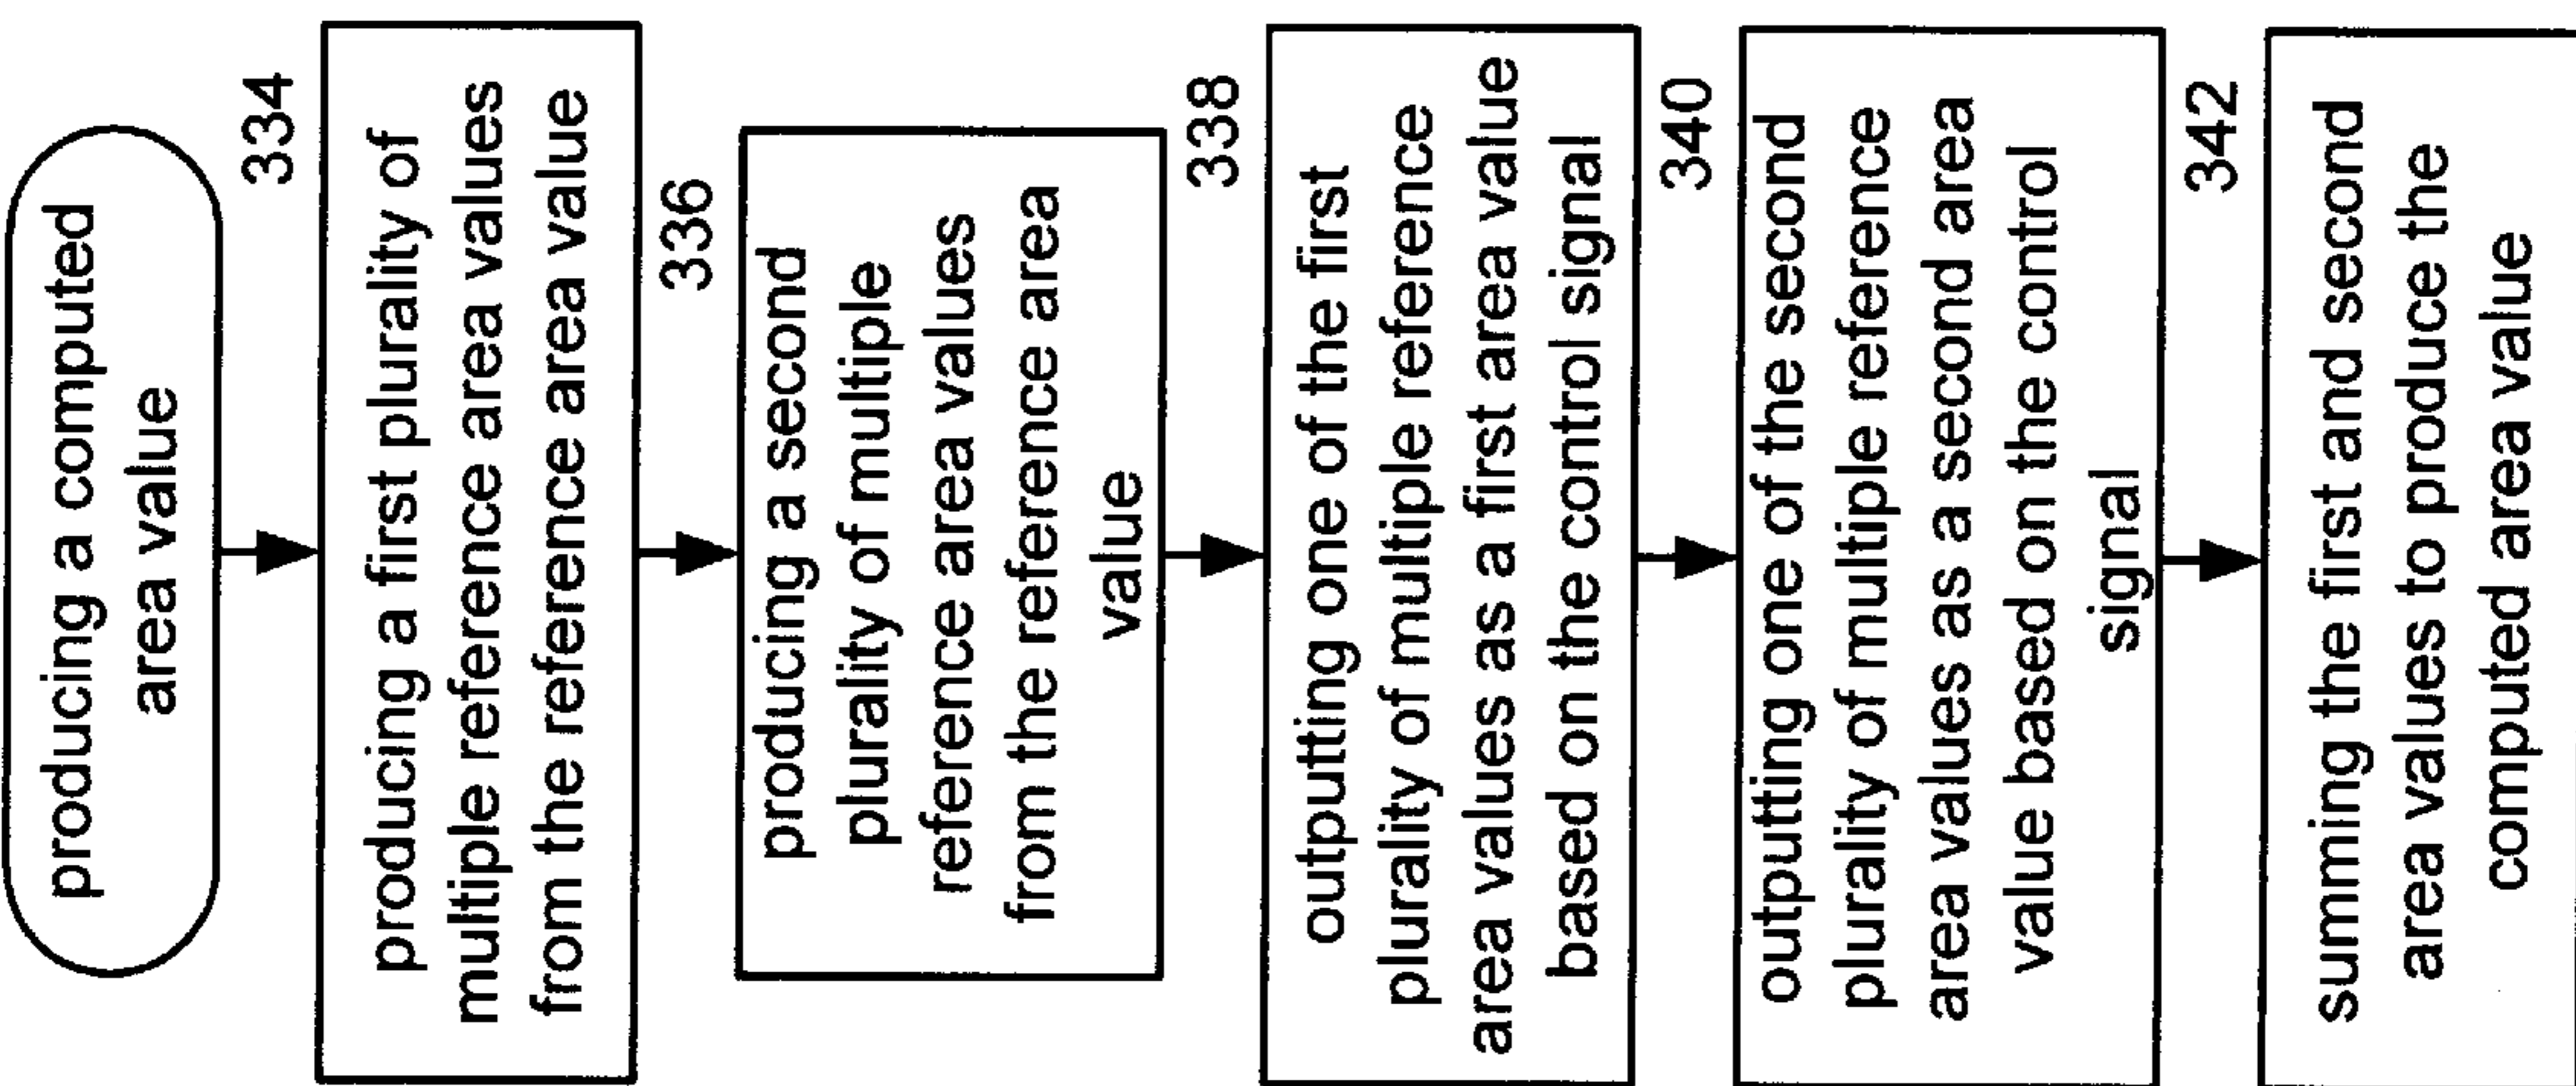 producing a computed
area value
334
producing a first plurality of
multiple reference area values
from the reference area value
336
producing a second
plurality of multiple
reference area values
from the reference area
value
338
outputting one of the first
plurality of multiple reference
area values as a first area value
based on the control signal
340
outputting one of the second
plurality of multiple reference
area values as a second area
value based on the control
signal
342
summing the first and second
area values to produce the
computed area value